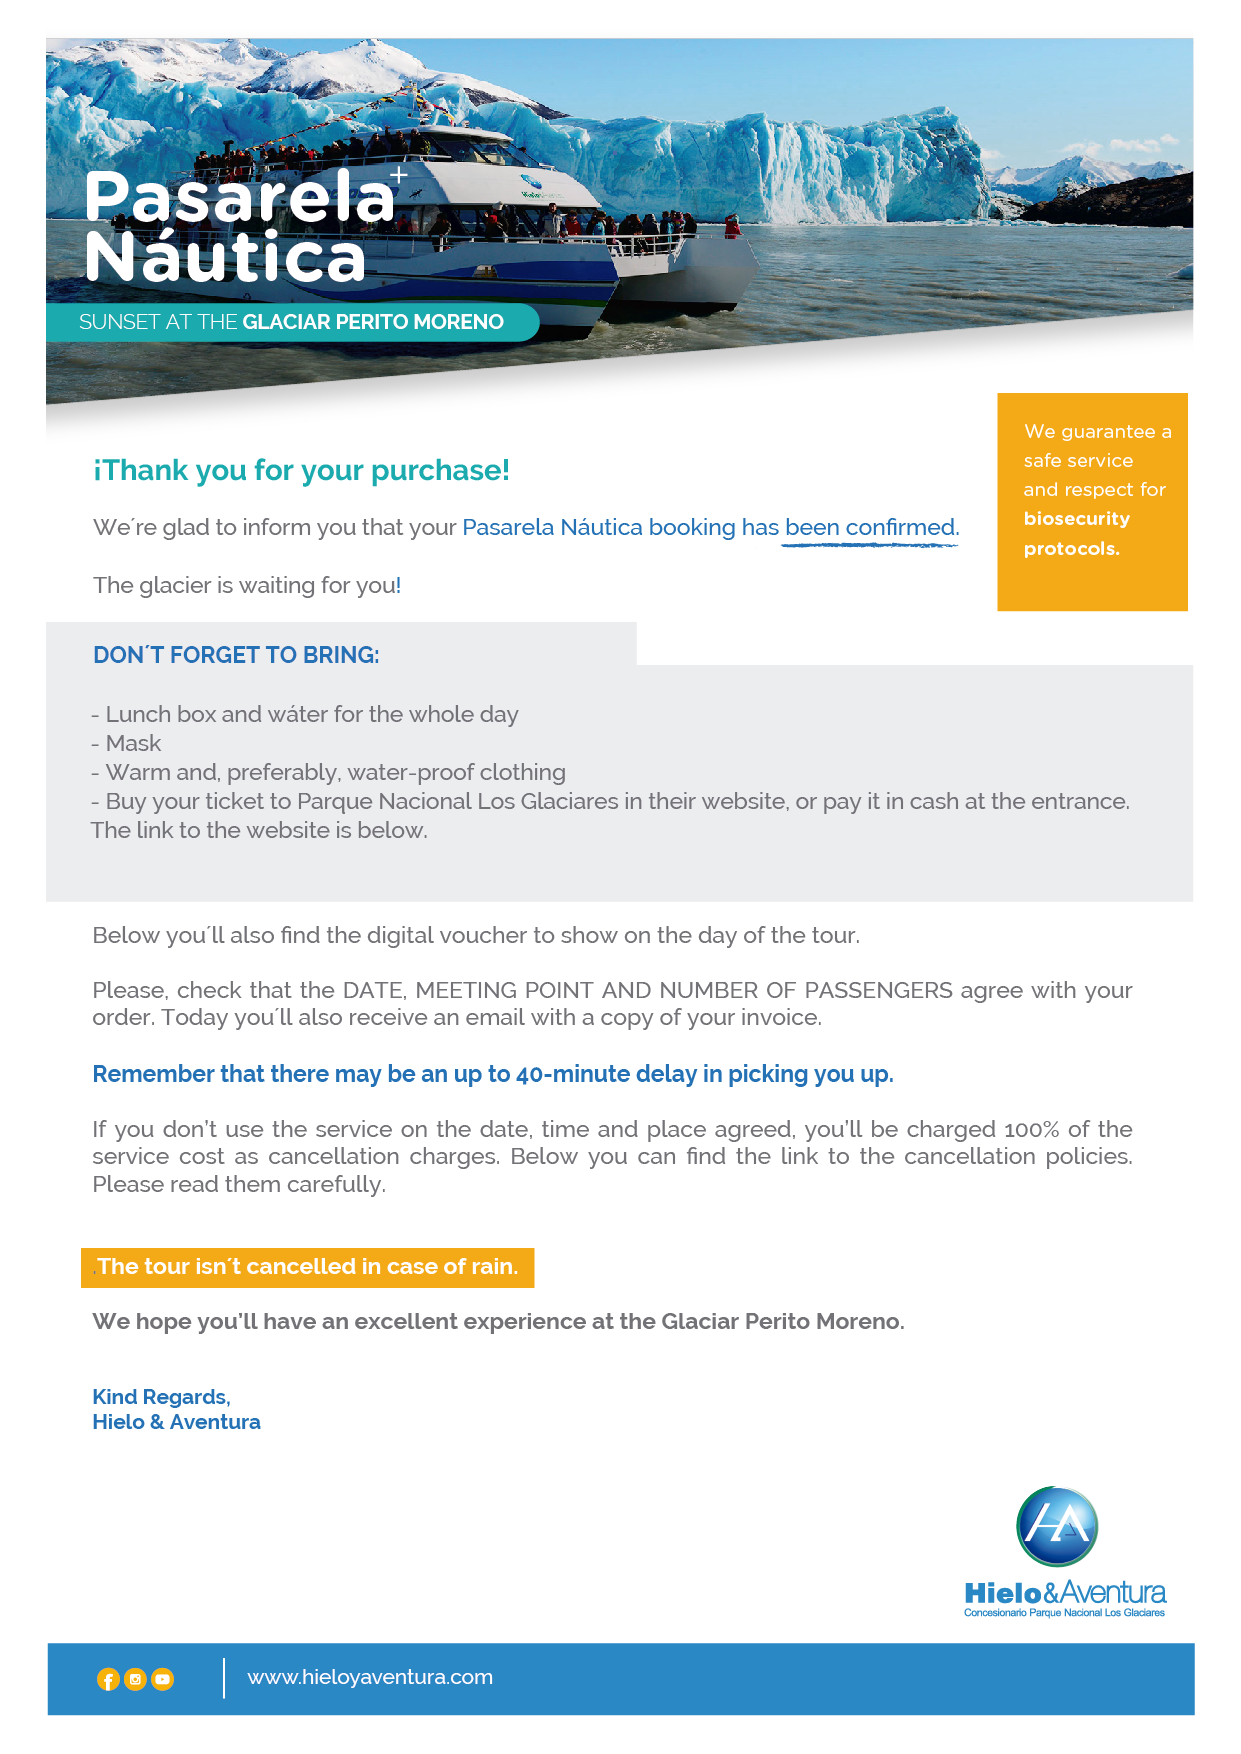 Pasarela+
Náutica
SUNSET AT THE GLACIAR PERITO MORENO
We guarantee a
safe service
and respect for
biosecurity
protocols.
¡Thank you for your purchase!
We´re glad to inform you that your Pasarela Náutica booking has been confirmed.
The glacier is waiting for you!
DON´T FORGET TO BRING:
- Lunch box and wáter for the whole day
- Mask
- Warm and, preferably, water-proof clothing
- Buy your ticket to Parque Nacional Los Glaciares in their website, or pay it in cash at the entrance.
The link to the website is below.
Below you´ll also find the digital voucher to show on the day of the tour.
Please, check that the DATE, MEETING POINT AND NUMBER OF PASSENGERS agree with your
order. Today you´ll also receive an email with a copy of your invoice.
Remember that there may be an up to 40-minute delay in picking you up.
If you don’t use the service on the date, time and place agreed, you’ll be charged 100% of the
service cost as cancellation charges. Below you can find the link to the cancellation policies.
Please read them carefully.
.The tour isn´t cancelled in case of rain.
We hope you’ll have an excellent experience at the Glaciar Perito Moreno.
Kind Regards,
Hielo & Aventura
HA
Hielo&Aventura
Concesionario Parque Nacional Los Glaciares
www.hieloyaventura.com